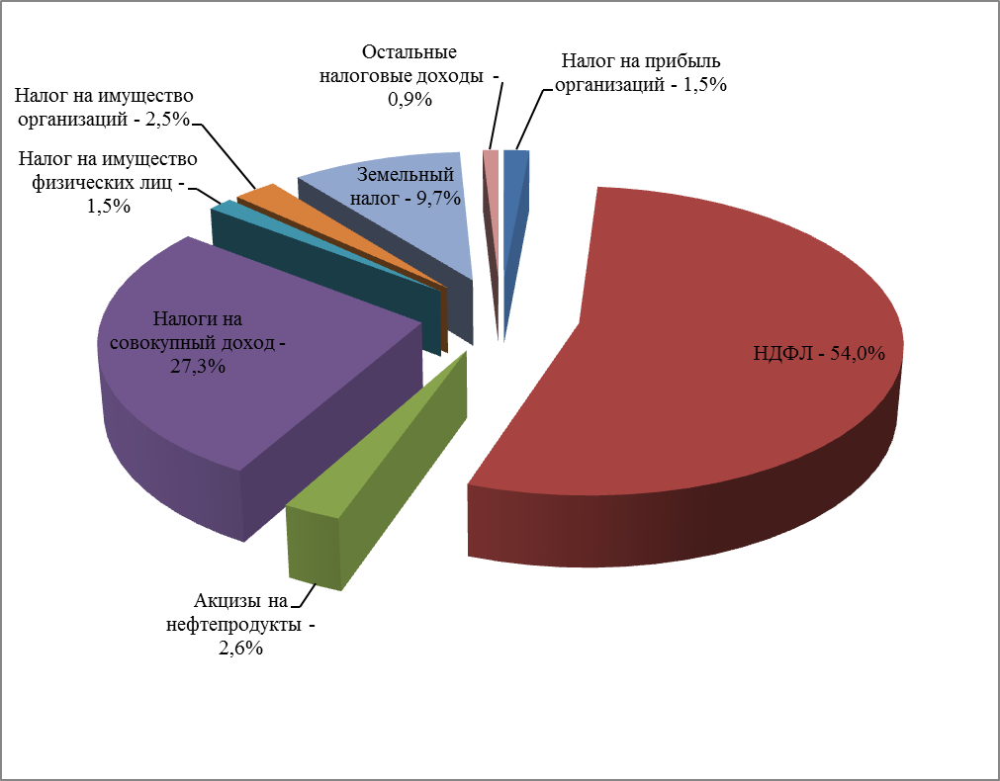 Остальные
налоговые доходы -
0,9%
Налог на прибыль
организаций - 1,5%
Налог на имущество
организаций - 2,5%
Налог на имущество
физических лиц -
1,5%
Земельный
налог - 9,7%
Налоги на
совокупный доход -
27,3%
НДФЛ - 54,0%
Акцизы на
нефтепродукты -
2,6%